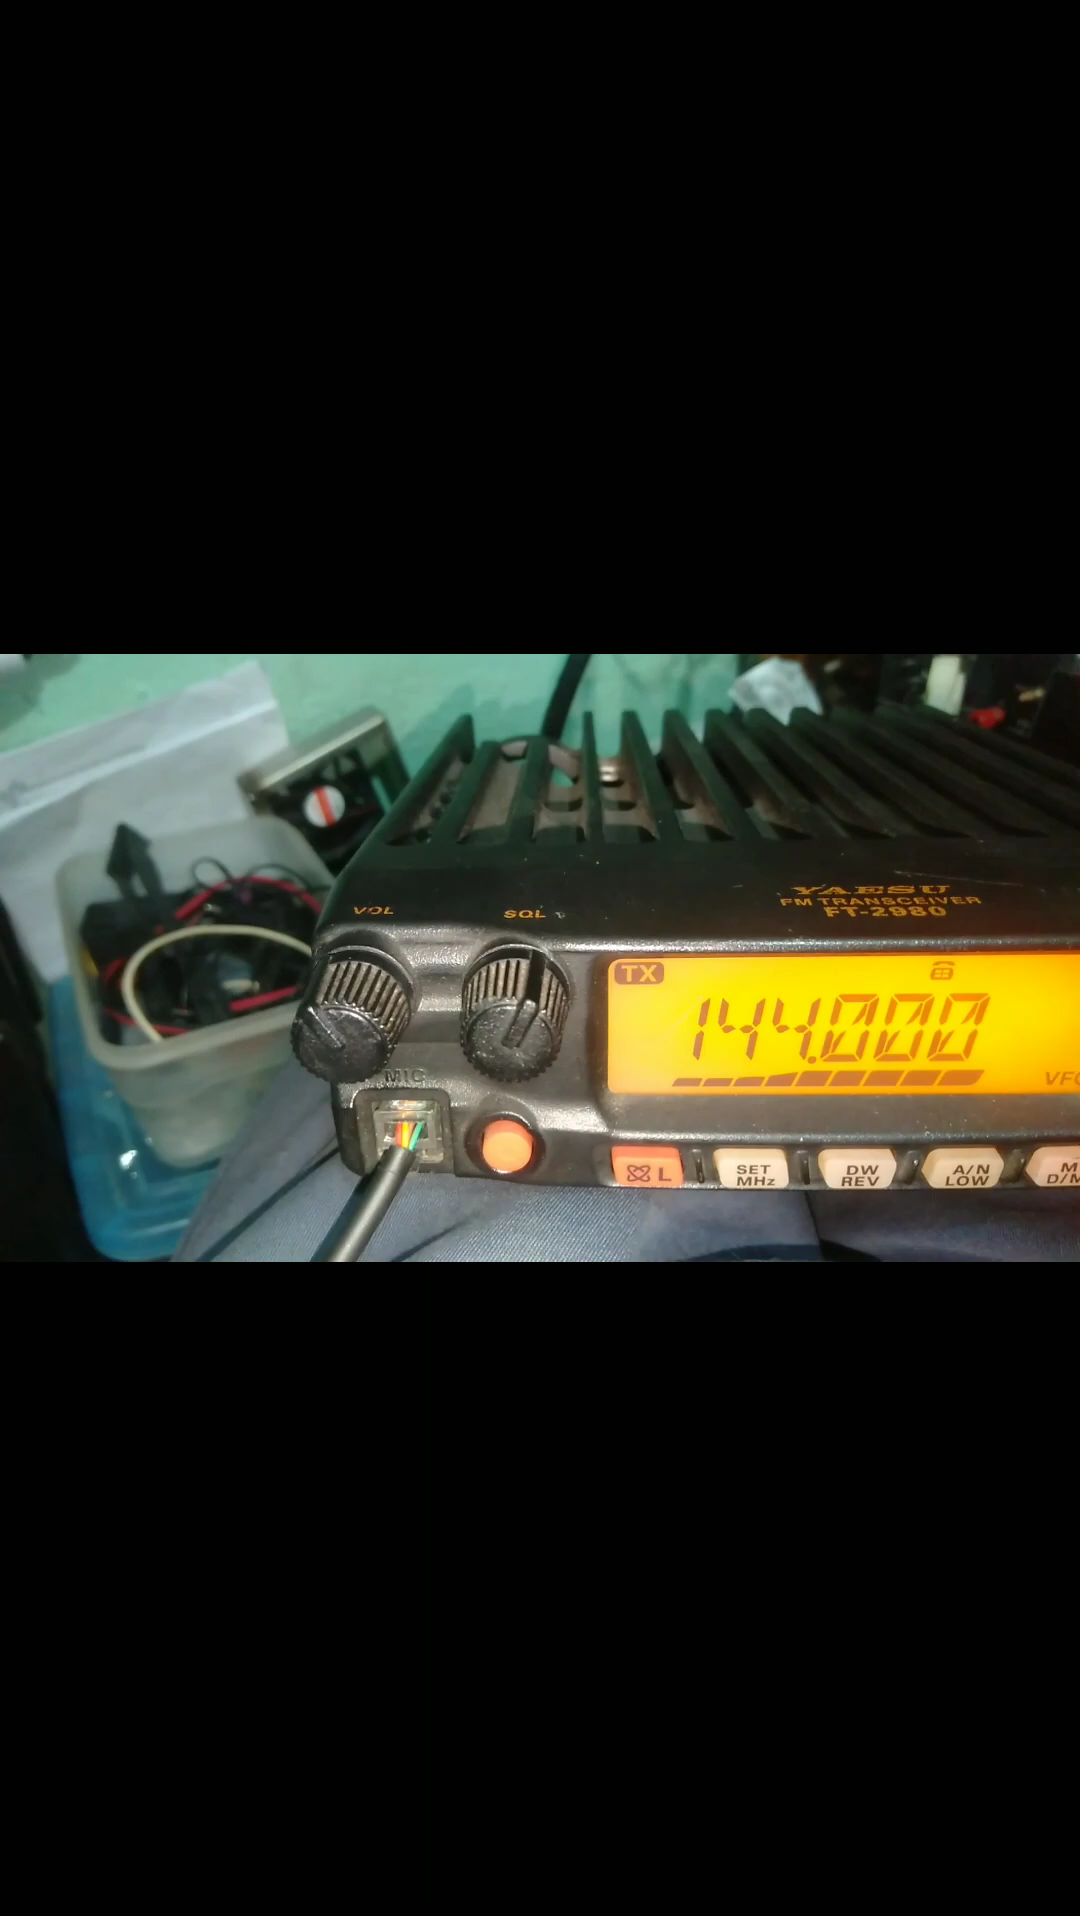 YAESU
FM TRANSCEIVER
FT-2980
VOL
SQL
TX
144.000
MIC
L
SET
MHz
DW
REV
A/N
LOW